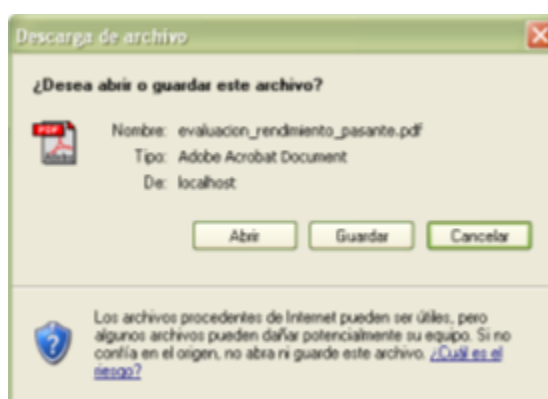 Descarga de archivo
¿Desea abrir o guardar este archivo?
PDF
Adobe
Nombre: evaluacion_rendimiento_pasante.pdf
Tipo: Adobe Acrobat Document
De: localhost
Abrir Guardar Cancelar
Los archivos procedentes de Internet pueden ser útiles, pero
algunos archivos pueden dañar potencialmente su equipo. Si no
confía en el origen, no abra ni guarde este archivo. ¿Cuál es el
riesgo?